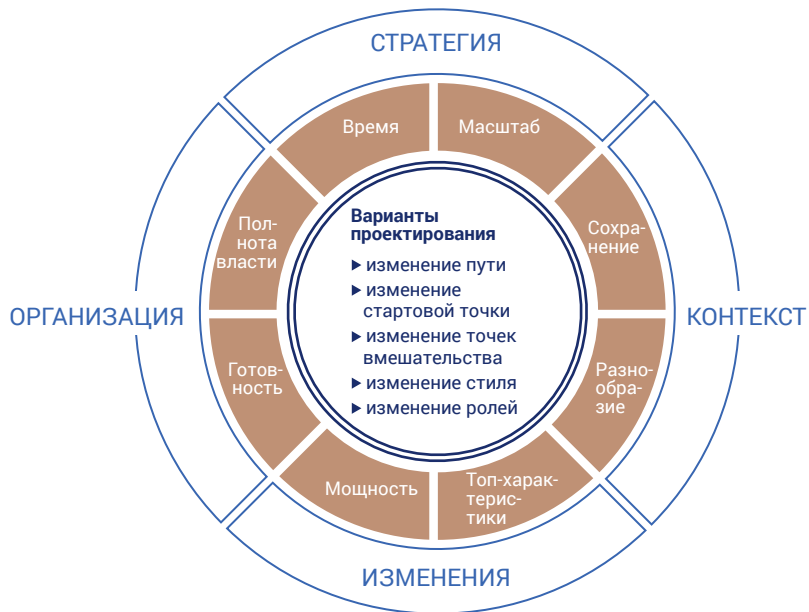 СТРАТЕГИЯ
Время
Масштаб
Пол-
нота
власти
Сохра-
нение
Варианты
проектирования
▶ изменение пути
▶ изменение
стартовой точки
▶ изменение точек
вмешательства
▶ изменение стиля
▶ изменение ролей
ОРГАНИЗАЦИЯ
КОНТЕКСТ
Готов-
ность
Разно-
обра-
зие
Мощность
Топ-харак-
терис-
тики
ИЗМЕНЕНИЯ